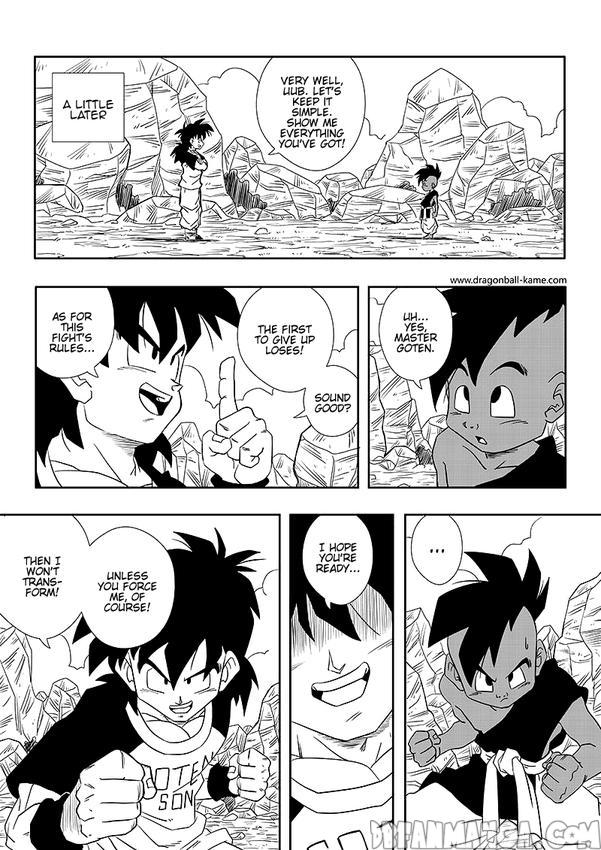 A LITTLE
LATER
VERY WELL,
UUB. LET'S
KEEP IT
SIMPLE.
SHOW ME
EVERYTHING
YOU'VE GOT!
www.dragonball-kame.com
AS FOR
THIS
FIGHT'S
RULES...
THE FIRST
TO GIVE UP
LOSES!
SOUND
GOOD?
UH...
YES,
MASTER
GOTEN.
THEN I
WON'T
TRANS-
FORM!
UNLESS
YOU FORCE
ME, OF
COURSE!
OTEN
SON
I HOPE
YOU'RE
READY...
...
DBFANMANGA.COM